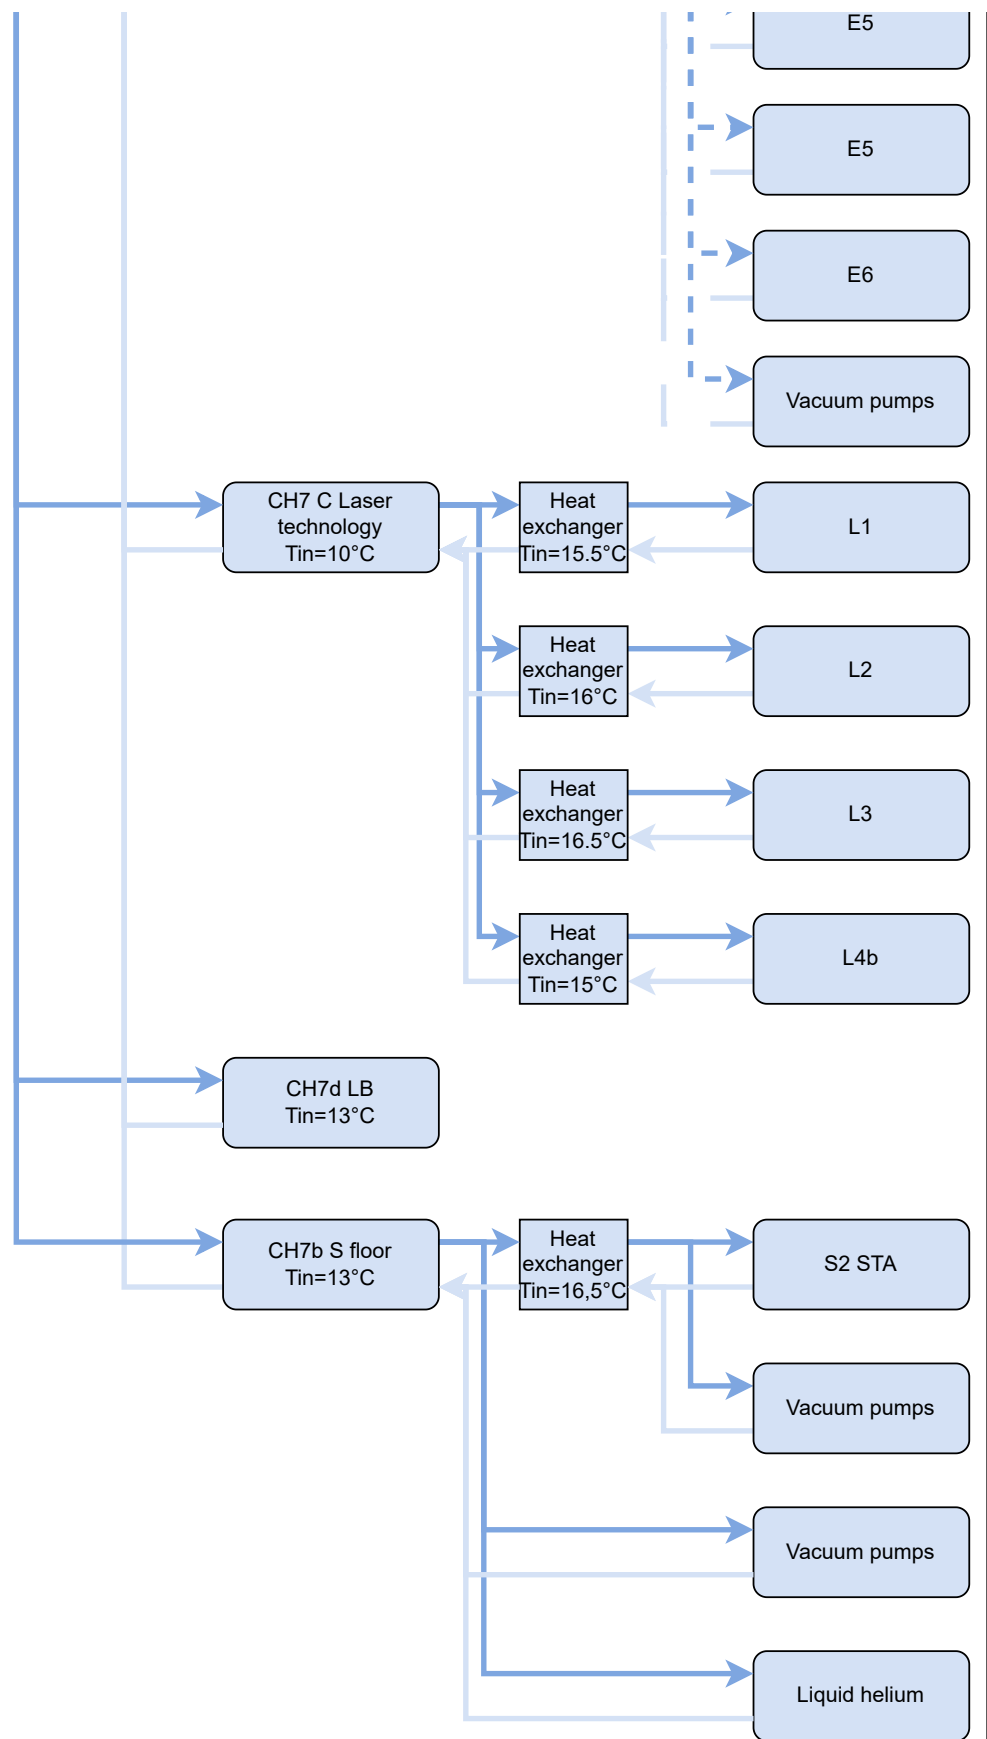 E5
E5
E6
Vacuum pumps
CH7 C Laser
technology
Tin=10°C
Heat
exchanger
Tin=15.5°C
L1
Heat
exchanger
Tin=16°C
L2
Heat
exchanger
Tin=16.5°C
L3
Heat
exchanger
Tin=15°C
L4b
CH7d LB
Tin=13°C
CH7b S floor
Tin=13°C
Heat
exchanger
Tin=16,5°C
S2 STA
Vacuum pumps
Vacuum pumps
Liquid helium